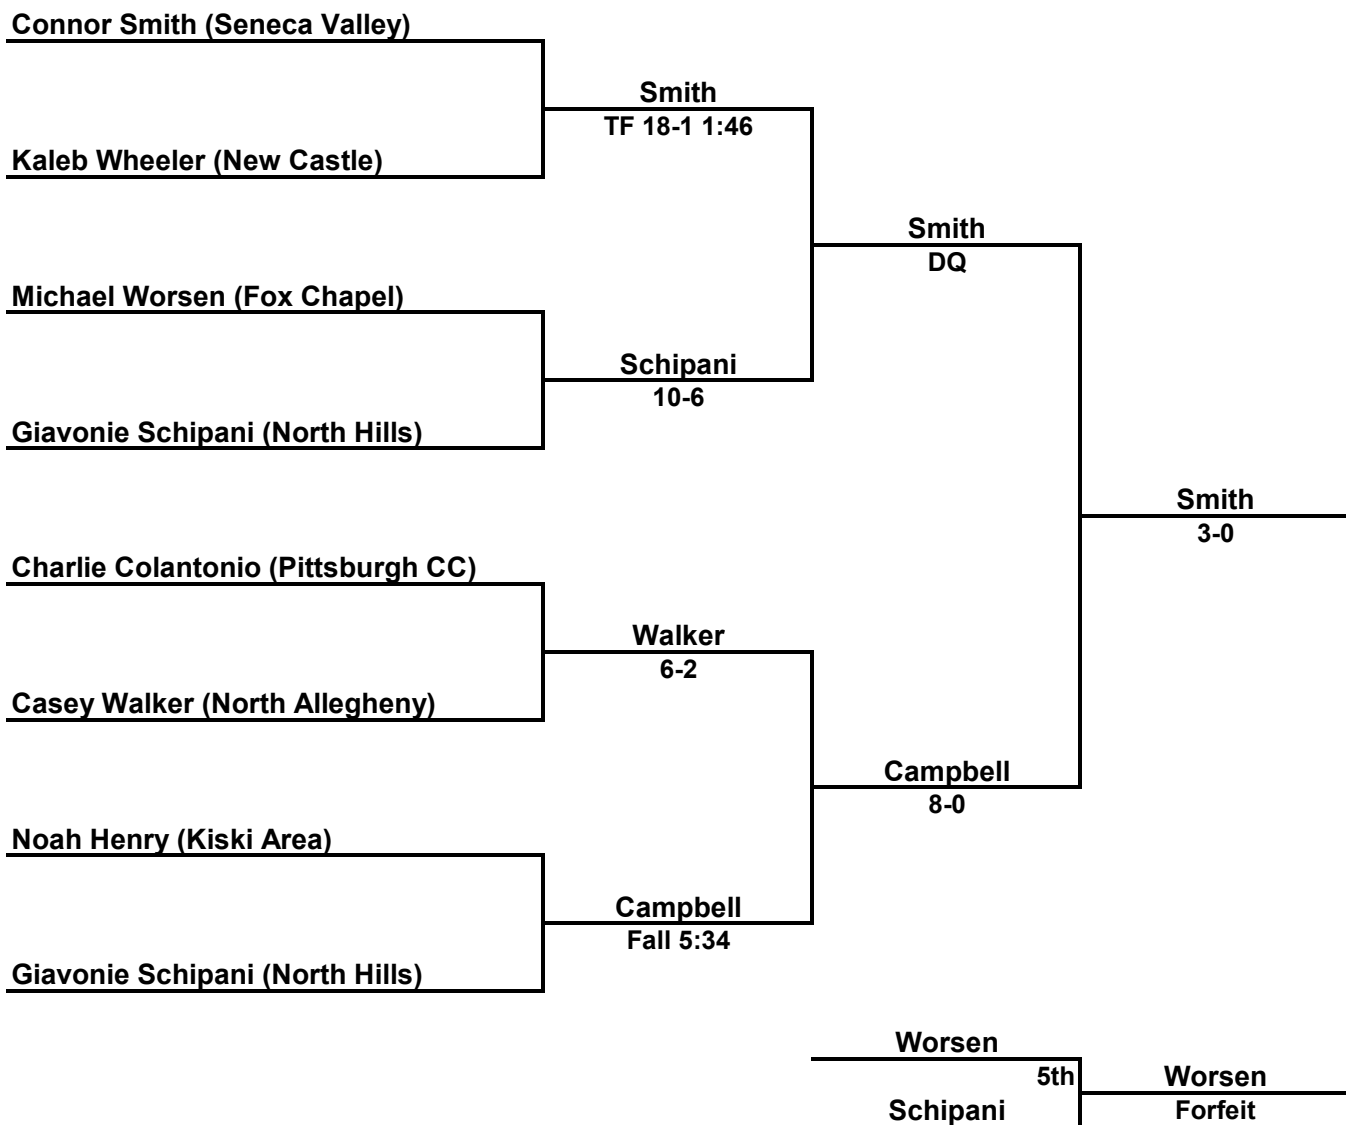 Connor Smith (Seneca Valley)
Smith
TF 18-1 1:46
Kaleb Wheeler (New Castle)
Smith
DQ
Michael Worsen (Fox Chapel)
Schipani
10-6
Giavonie Schipani (North Hills)
Smith
3-0
Charlie Colantonio (Pittsburgh CC)
Walker
6-2
Casey Walker (North Allegheny)
Campbell
8-0
Noah Henry (Kiski Area)
Campbell
Fall 5:34
Giavonie Schipani (North Hills)
Worsen
5th
Worsen
Schipani
Forfeit